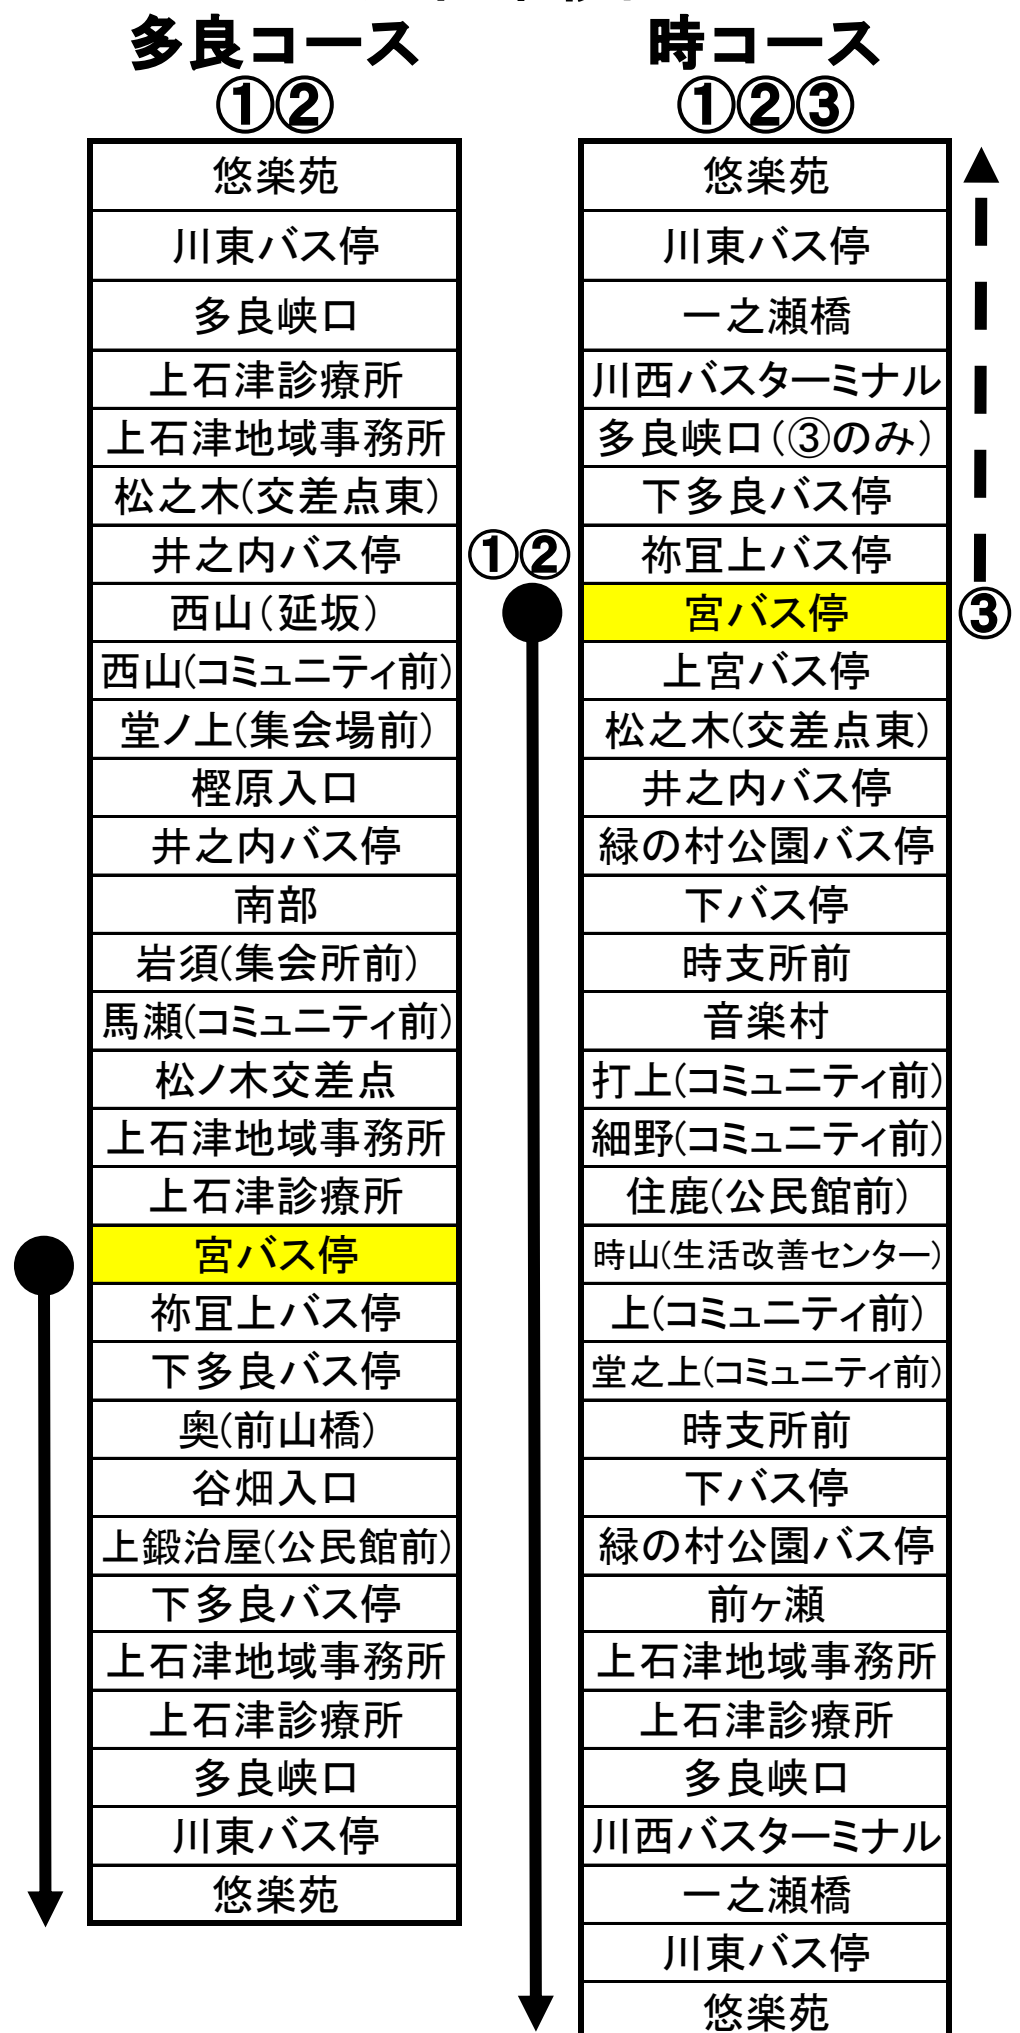 多良コース
①②
悠楽苑
川東バス停
多良峡口
上石津診療所
上石津地域事務所
松之木(交差点東)
井之内バス停
西山(延坂)
西山(コミュニティ前)
堂ノ上(集会場前)
樫原入口
井之内バス停
南部
岩須(集会所前)
馬瀬(コミュニティ前)
松ノ木交差点
上石津地域事務所
上石津診療所
宮バス停
祢冝上バス停
下多良バス停
奥(前山橋)
谷畑入口
上鍛治屋(公民館前)
下多良バス停
上石津地域事務所
上石津診療所
多良峡口
川東バス停
悠楽苑
時コース
①②③
悠楽苑
川東バス停
一之瀬橋
川西バスターミナル
多良峡口(③のみ)
下多良バス停
祢冝上バス停
①②
宮バス停
③
上宮バス停
松之木(交差点東)
井之内バス停
緑の村公園バス停
下バス停
時支所前
音楽村
打上(コミュニティ前)
細野(コミュニティ前)
住鹿(公民館前)
時山(生活改善センター)
上(コミュニティ前)
堂之上(コミュニティ前)
時支所前
下バス停
緑の村公園バス停
前ヶ瀬
上石津地域事務所
上石津診療所
多良峡口
川西バスターミナル
一之瀬橋
川東バス停
悠楽苑